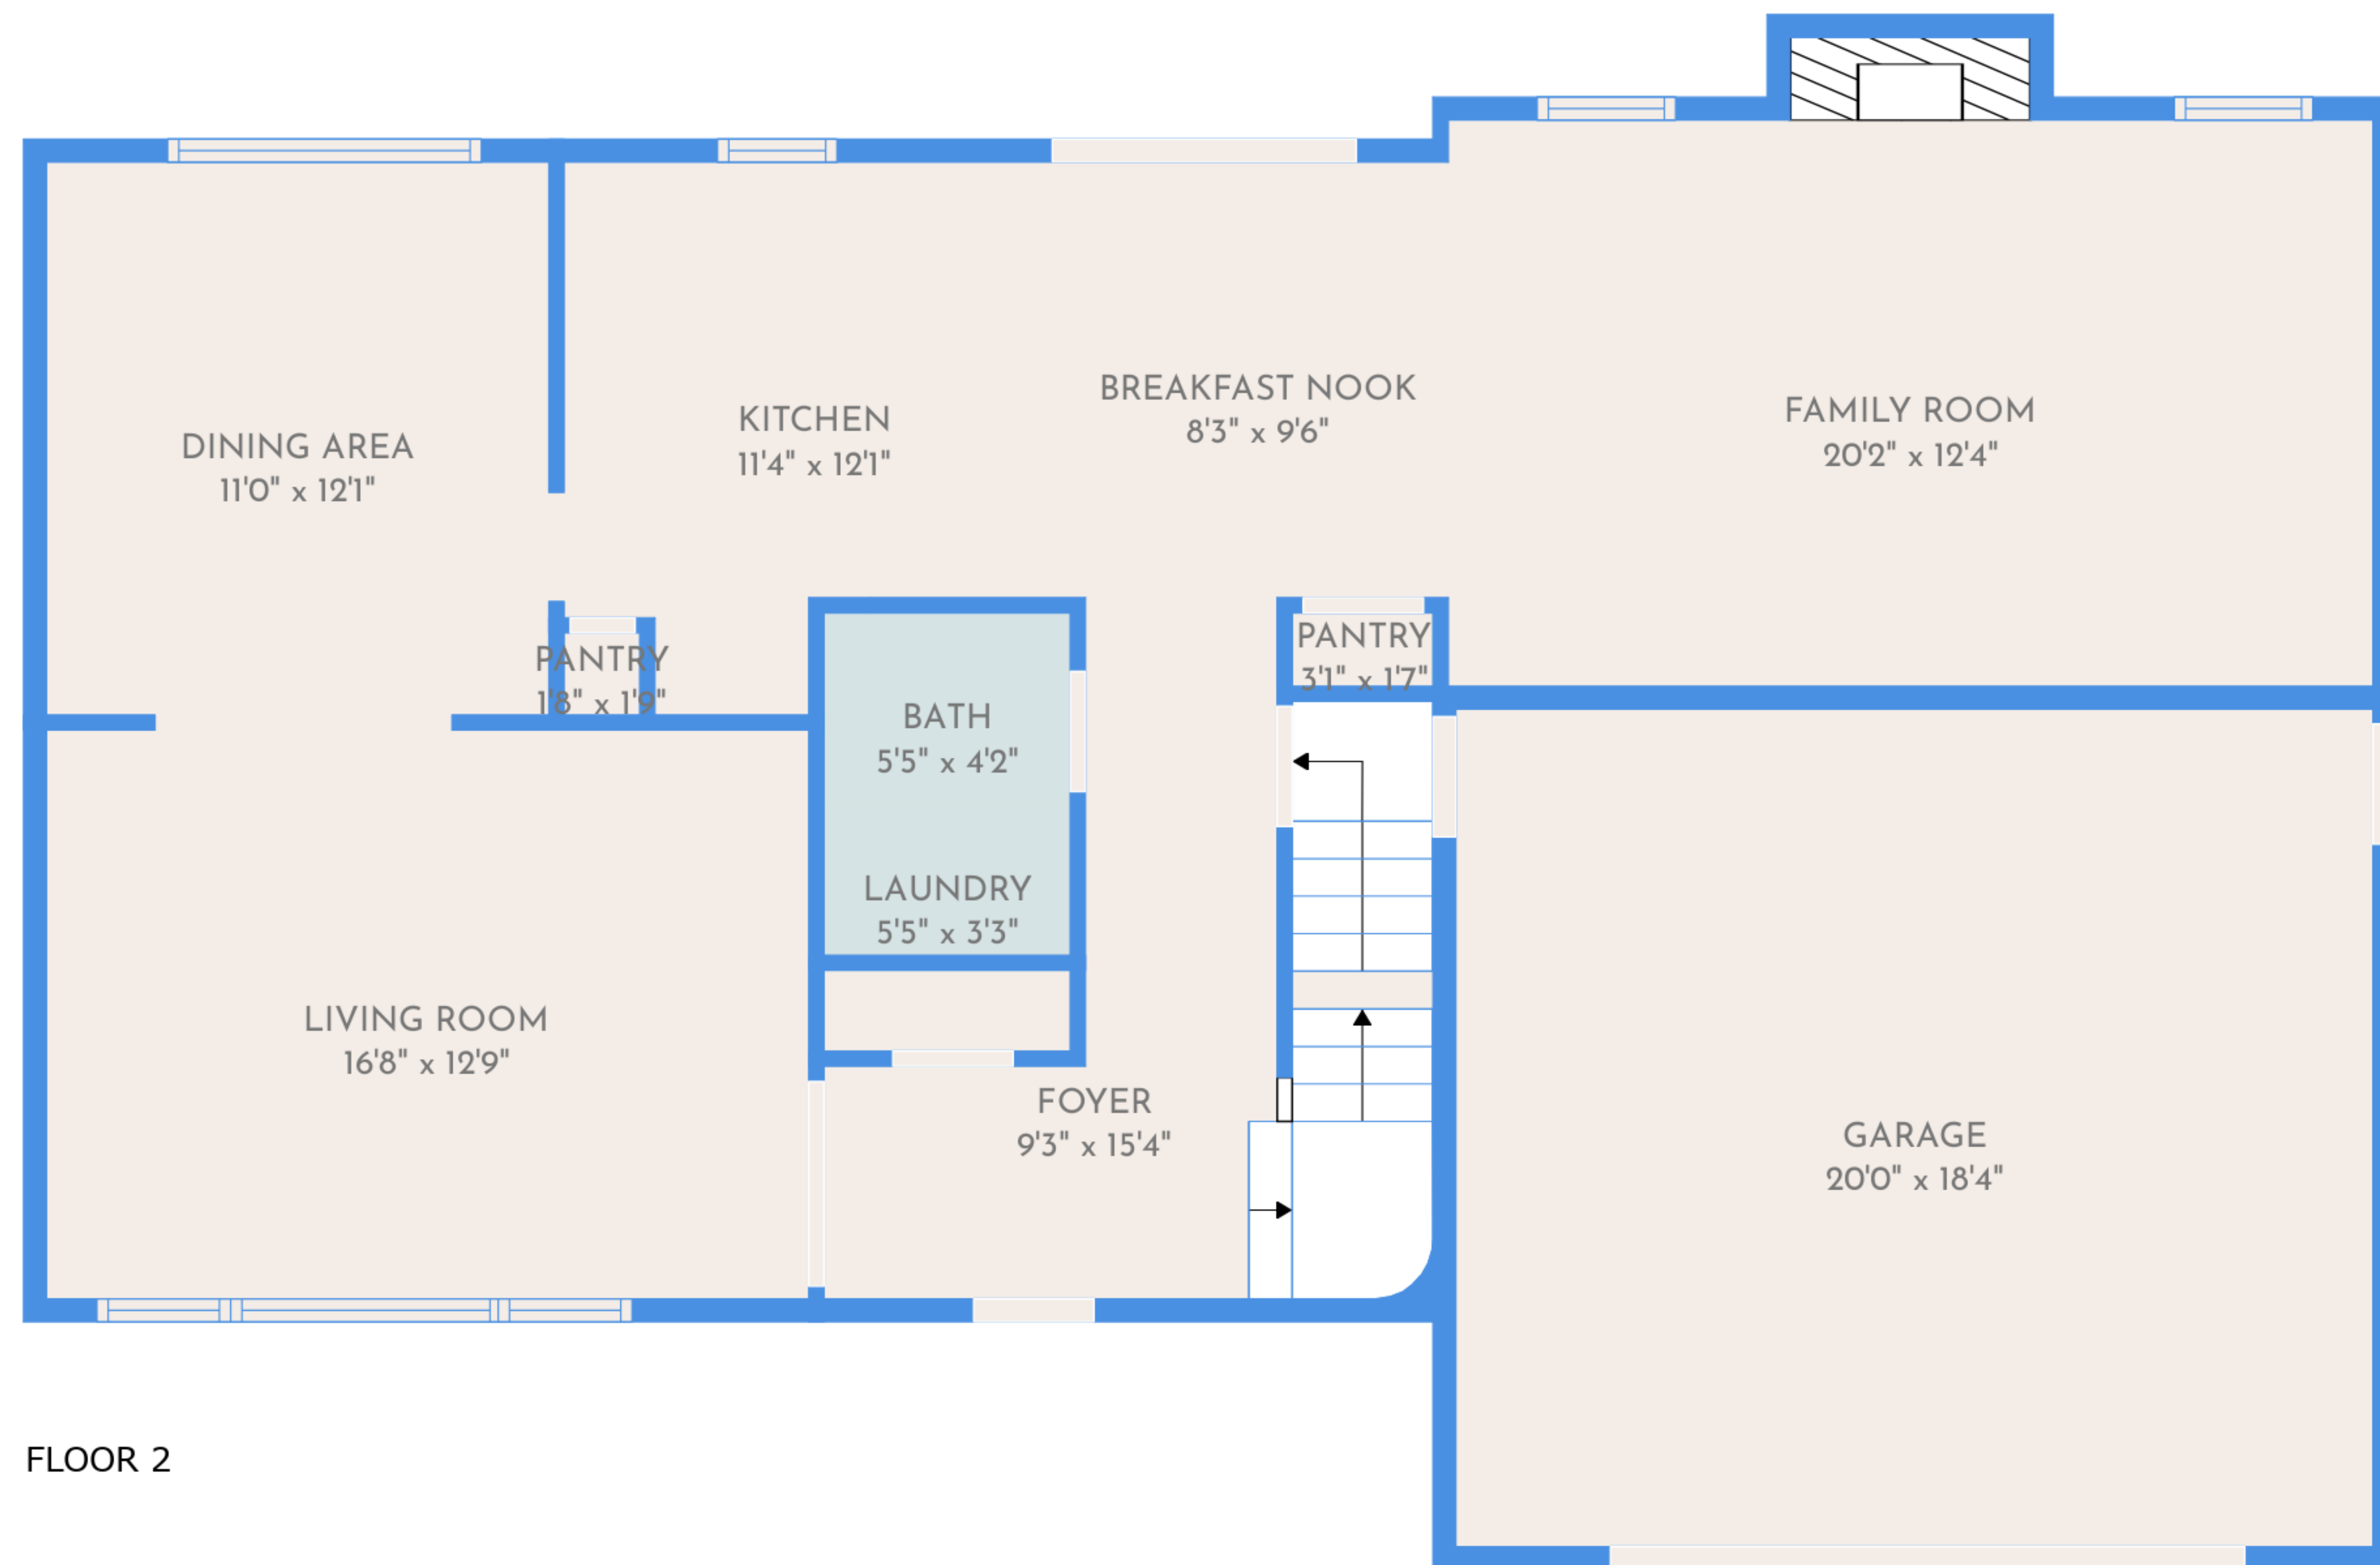 BREAKFAST NOOK
8'3" x 9'6"
FAMILY ROOM
20'2" x 12'4"
KITCHEN
11'4" x 12'1"
DINING AREA
11'0" x 12'1"
PANTRY
3'1" x 1'7"
PANTRY
1'8" x 1'9"
BATH
5'5" x 4'2"
LAUNDRY
5'5" x 3'3"
LIVING ROOM
16'8" x 12'9"
FOYER
9'3" x 15'4"
GARAGE
20'0" x 18'4"
FLOOR 2